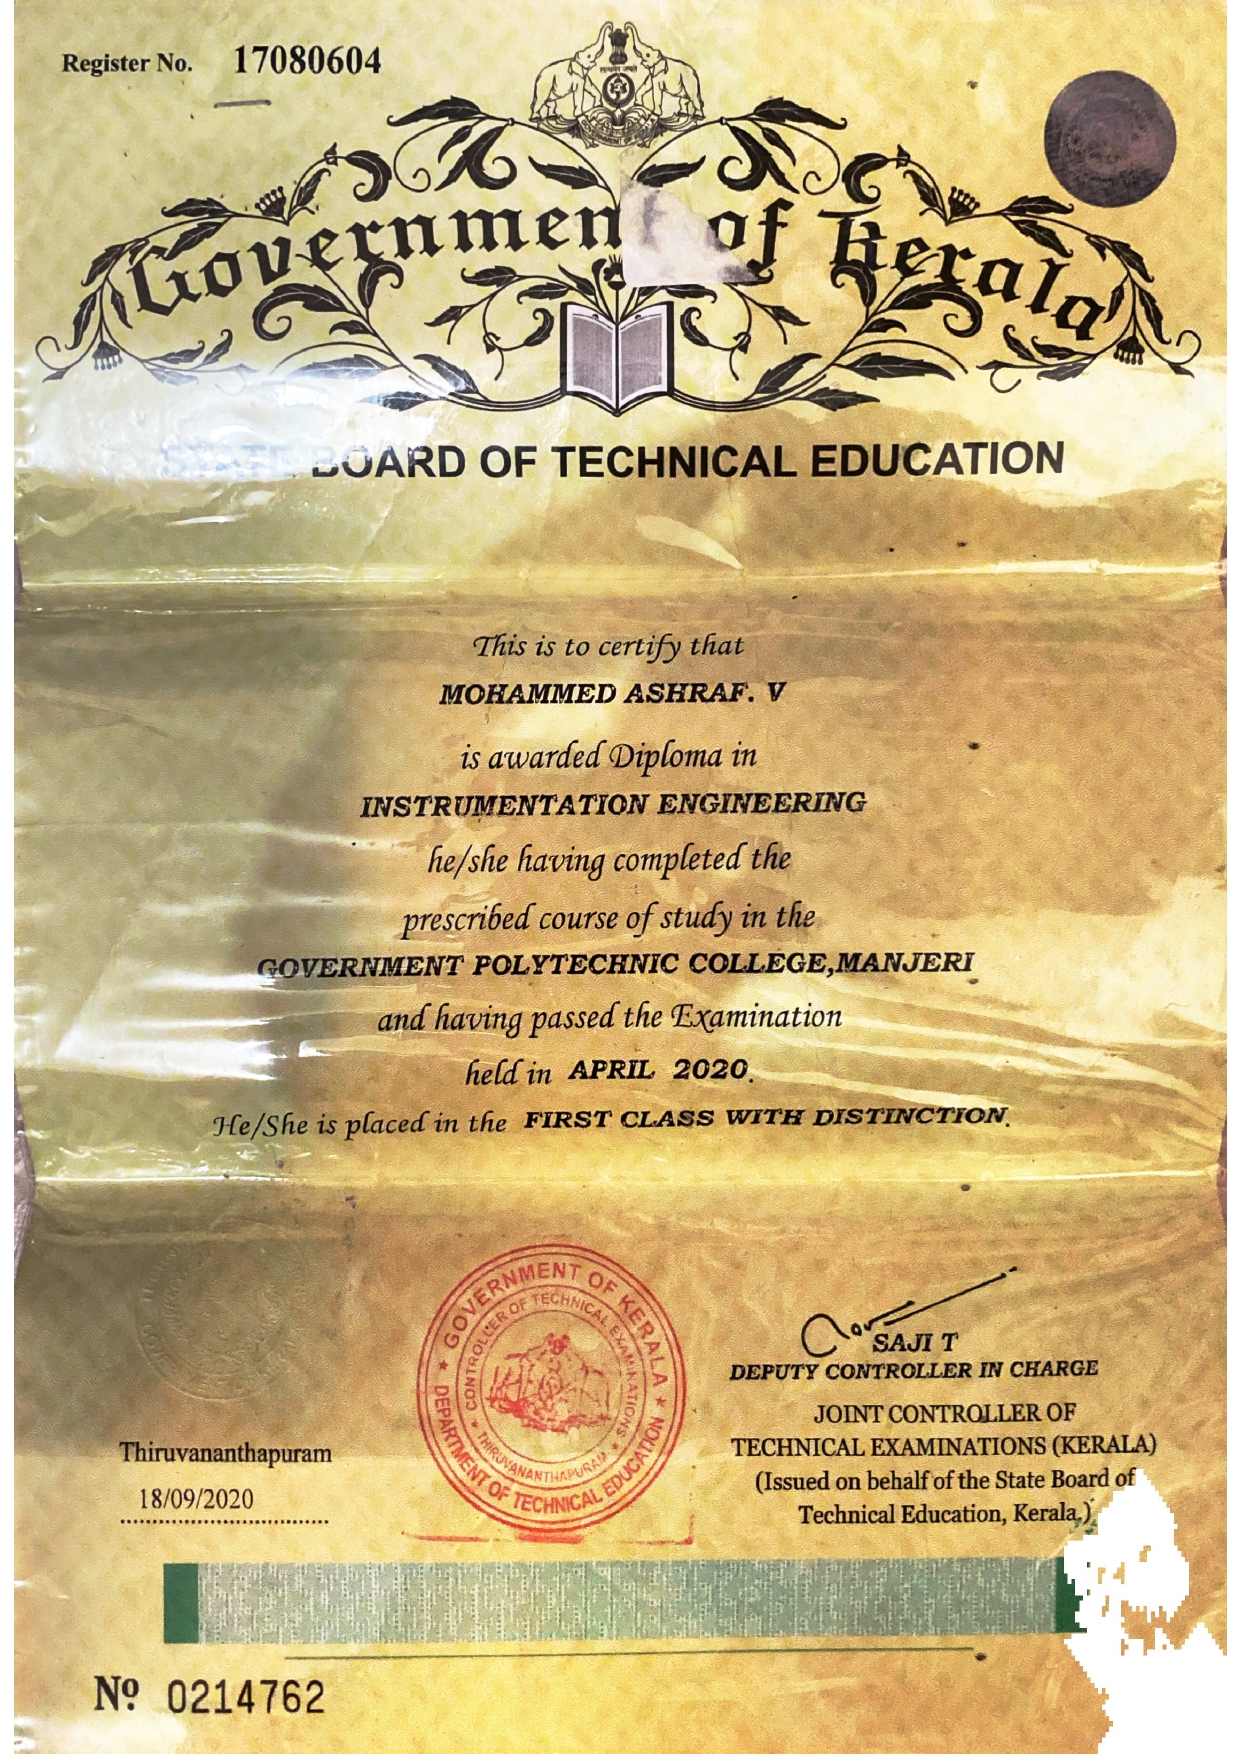 Register No. 17080604
Government of Kerala
STATE BOARD OF TECHNICAL EDUCATION
This is to certify that
MOHAMMED ASHRAF. V
is awarded Diploma in
INSTRUMENTATION ENGINEERING
he/she having completed the
prescribed course of study in the
GOVERNMENT POLYTECHNIC COLLEGE,MANJERI
and having passed the Examination
held in APRIL 2020.
He/She is placed in the FIRST CLASS WITH DISTINCTION.
GOVERNMENT OF KERALA
DEPARTMENT OF TECHNICAL EDUCATION
CONTROLLER OF TECHNICAL EXAMINATIONS
THIRUVANANTHAPURAM
SAJI T
DEPUTY CONTROLLER IN CHARGE
JOINT CONTROLLER OF
TECHNICAL EXAMINATIONS (KERALA)
(Issued on behalf of the State Board of
Technical Education, Kerala.)
Thiruvananthapuram
18/09/2020
Nº 0214762